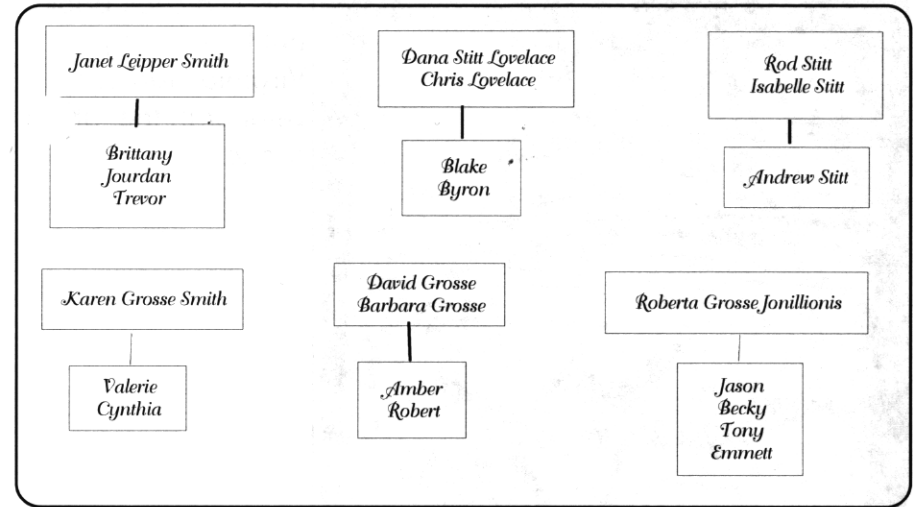 Janet Leipper Smith
Brittany
Jourdan
Trevor
Dana Stitt Lovelace
Chris Lovelace
Blake
Byron
Rod Stitt
Isabelle Stitt
Andrew Stitt
Karen Grosse Smith
Valerie
Cynthia
David Grosse
Barbara Grosse
Amber
Robert
Roberta Grosse Jonillionis
Jason
Becky
Tony
Emmett